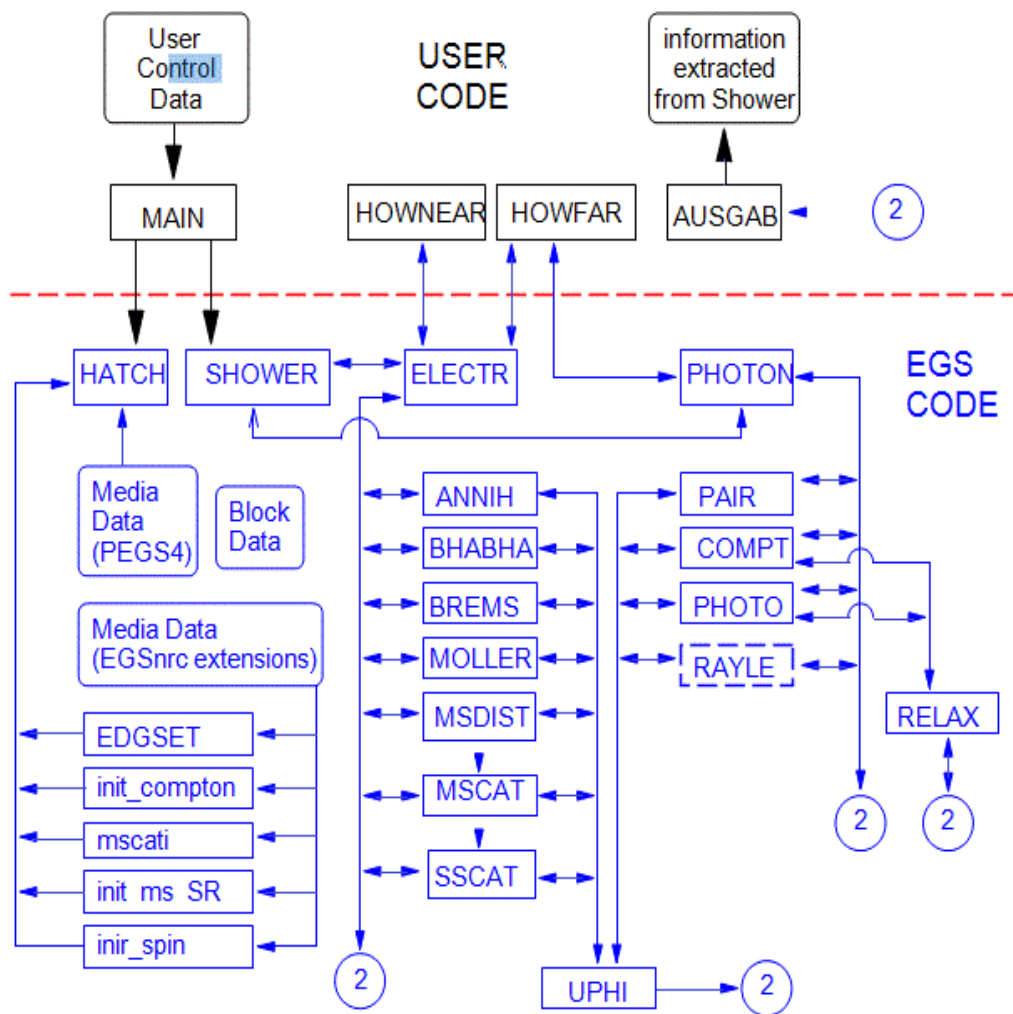 User
Control
Data
USER
CODE
information
extracted
from Shower
MAIN
HOWNEAR
HOWFAR
AUSGAB
2
HATCH
SHOWER
ELECTR
PHOTON
EGS
CODE
Media
Data
(PEGS4)
Block
Data
ANNIH
BHABHA
BREMS
MOLLER
MSDIST
MSCAT
SSCAT
PAIR
COMPT
PHOTO
RAYLE
RELAX
Media Data
(EGSnrc extensions)
EDGSET
init_compton
mscati
init ms SR
inir_spin
2
2
2
UPHI
2